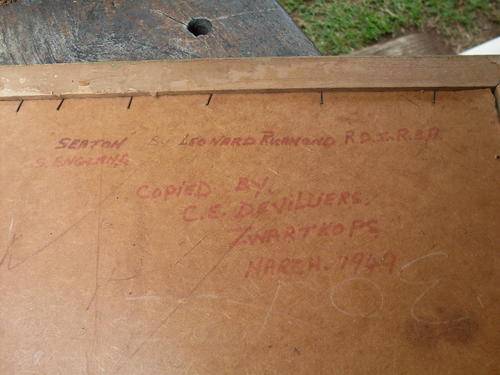 'SEATON' BY LEONARD RICHMOND R.O.I. R.B.A.
S. ENGLAND
COPIED BY.
C.E. DEVILLIERS.
ZWARTKOPS
MARCH. 1949